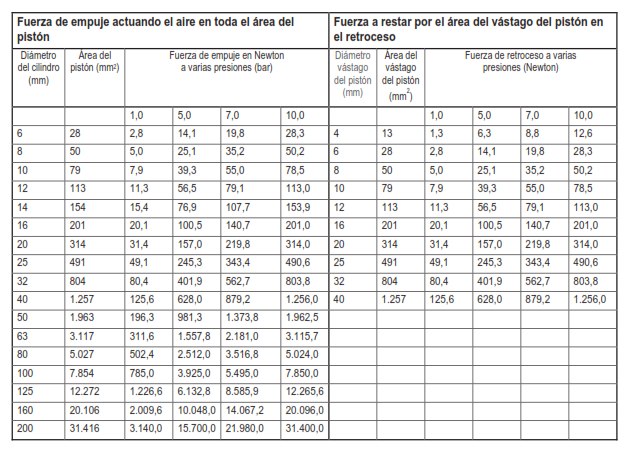 Fuerza de empuje actuando el aire en toda el área del pistón | Fuerza a restar por el área del vástago del pistón en el retroceso
Diámetro del cilindro (mm) | Área del pistón (mm²) | Fuerza de empuje en Newton a varias presiones (bar) | Diámetro vástago del pistón (mm) | Área del vástago del pistón (mm²) | Fuerza de retroceso a varias presiones (Newton)
1,0 5,0 7,0 10,0 1,0 5,0 7,0 10,0
6 28 2,8 14,1 19,8 28,3 4 13 1,3 6,3 8,8 12,6
8 50 5,0 25,1 35,2 50,2 6 28 2,8 14,1 19,8 28,3
10 79 7,9 39,3 55,0 78,5 8 50 5,0 25,1 35,2 50,2
12 113 11,3 56,5 79,1 113,0 10 79 7,9 39,3 55,0 78,5
14 154 15,4 76,9 107,7 153,9 12 113 11,3 56,5 79,1 113,0
16 201 20,1 100,5 140,7 201,0 16 201 20,1 100,5 140,7 201,0
20 314 31,4 157,0 219,8 314,0 20 314 31,4 157,0 219,8 314,0
25 491 49,1 245,3 343,4 490,6 25 491 49,1 245,3 343,4 490,6
32 804 80,4 401,9 562,7 803,8 32 804 80,4 401,9 562,7 803,8
40 1.257 125,6 628,0 879,2 1.256,0 40 1.257 125,6 628,0 879,2 1.256,0
50 1.963 196,3 981,3 1.373,8 1.962,5
63 3.117 311,6 1.557,8 2.181,0 3.115,7
80 5.027 502,4 2.512,0 3.516,8 5.024,0
100 7.854 785,0 3.925,0 5.495,0 7.850,0
125 12.272 1.226,6 6.132,8 8.585,9 12.265,6
160 20.106 2.009,6 10.048,0 14.067,2 20.096,0
200 31.416 3.140,0 15.700,0 21.980,0 31.400,0